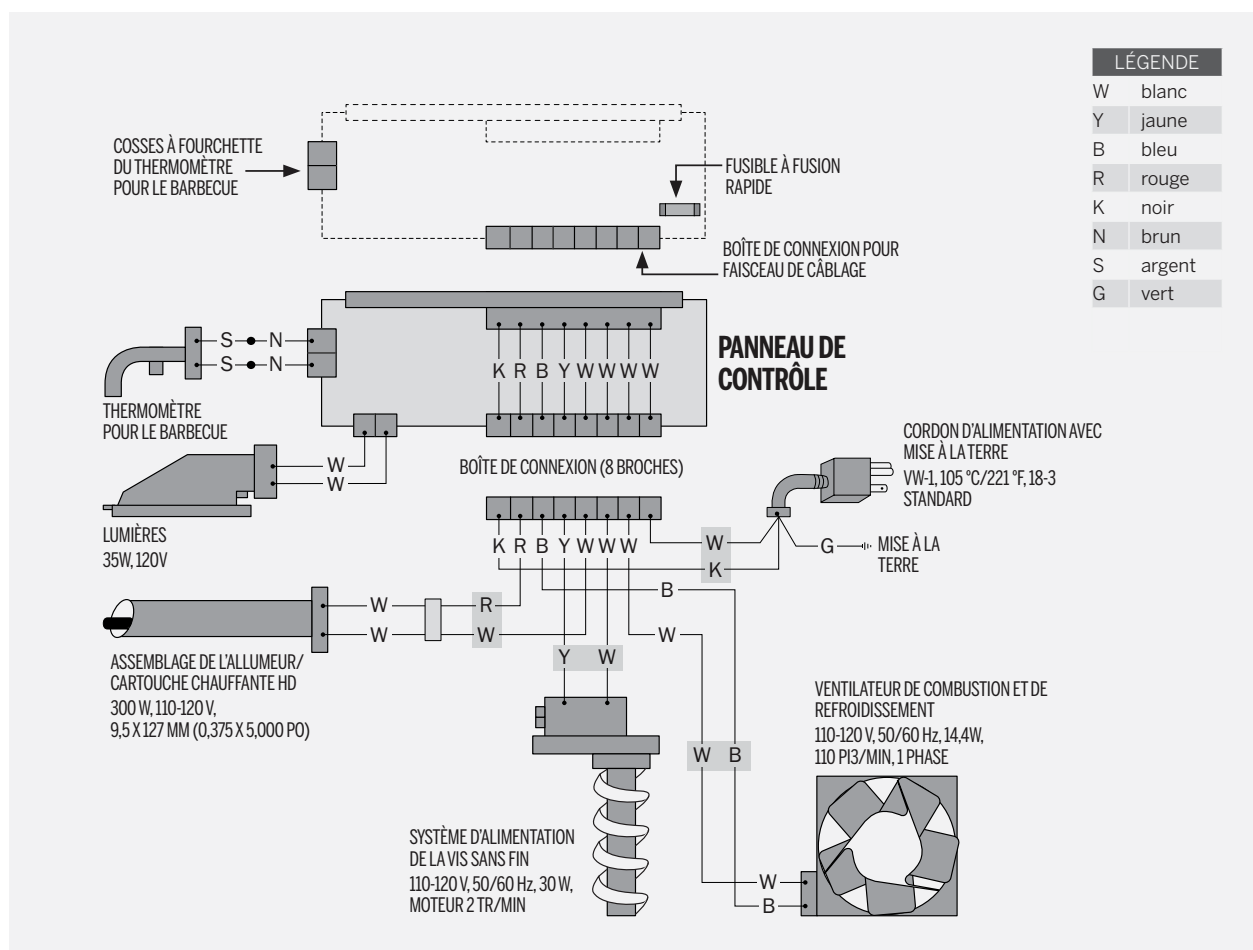 LÉGENDE
W blanc
Y jaune
B bleu
R rouge
K noir
N brun
S argent
G vert
COSSES À FOURCHETTE
DU THERMOMÈTRE
POUR LE BARBECUE
FUSIBLE À FUSION
RAPIDE
BOÎTE DE CONNEXION POUR
FAISCEAU DE CÂBLAGE
PANNEAU DE
CONTRÔLE
S N
S N
K R B Y W W W W
THERMOMÈTRE
POUR LE BARBECUE
W
W
LUMIÈRES
35W, 120V
BOÎTE DE CONNEXION (8 BROCHES)
CORDON D'ALIMENTATION AVEC
MISE À LA TERRE
VW-1, 105 °C/221 °F, 18-3
STANDARD
K R B Y W W W
W
K
G
MISE À LA
TERRE
B
W
W R
W W
Y W
ASSEMBLAGE DE L'ALLUMEUR/
CARTOUCHE CHAUFFANTE HD
300 W, 110-120 V,
9,5 X 127 MM (0,375 X 5,000 PO)
W B
VENTILATEUR DE COMBUSTION ET DE
REFROIDISSEMENT
110-120 V, 50/60 Hz, 14,4W,
110 PI3/MIN, 1 PHASE
SYSTÈME D'ALIMENTATION
DE LA VIS SANS FIN
110-120 V, 50/60 Hz, 30 W,
MOTEUR 2 TR/MIN
W
B